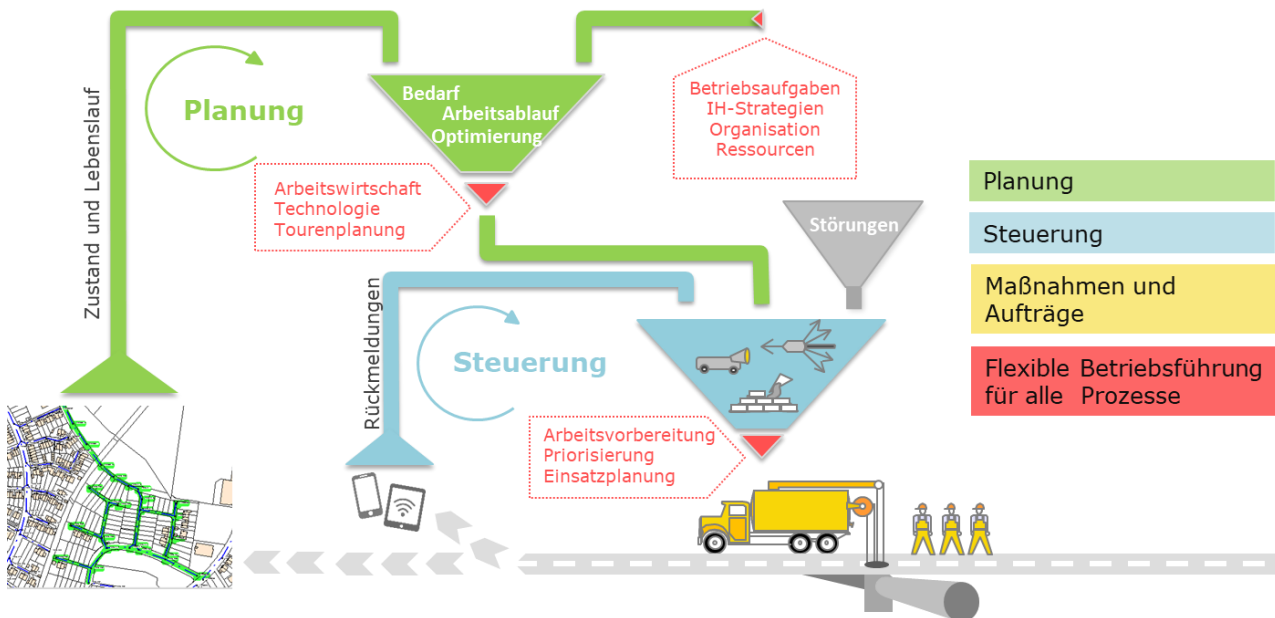 Zustand und Lebenslauf
Planung
Bedarf
Arbeitsablauf
Optimierung
Betriebsaufgaben
IH-Strategien
Organisation
Ressourcen
Arbeitswirtschaft
Technologie
Tourenplanung
Störungen
Rückmeldungen
Steuerung
Arbeitsvorbereitung
Priorisierung
Einsatzplanung
Planung
Steuerung
Maßnahmen und
Aufträge
Flexible Betriebsführung
für alle Prozesse